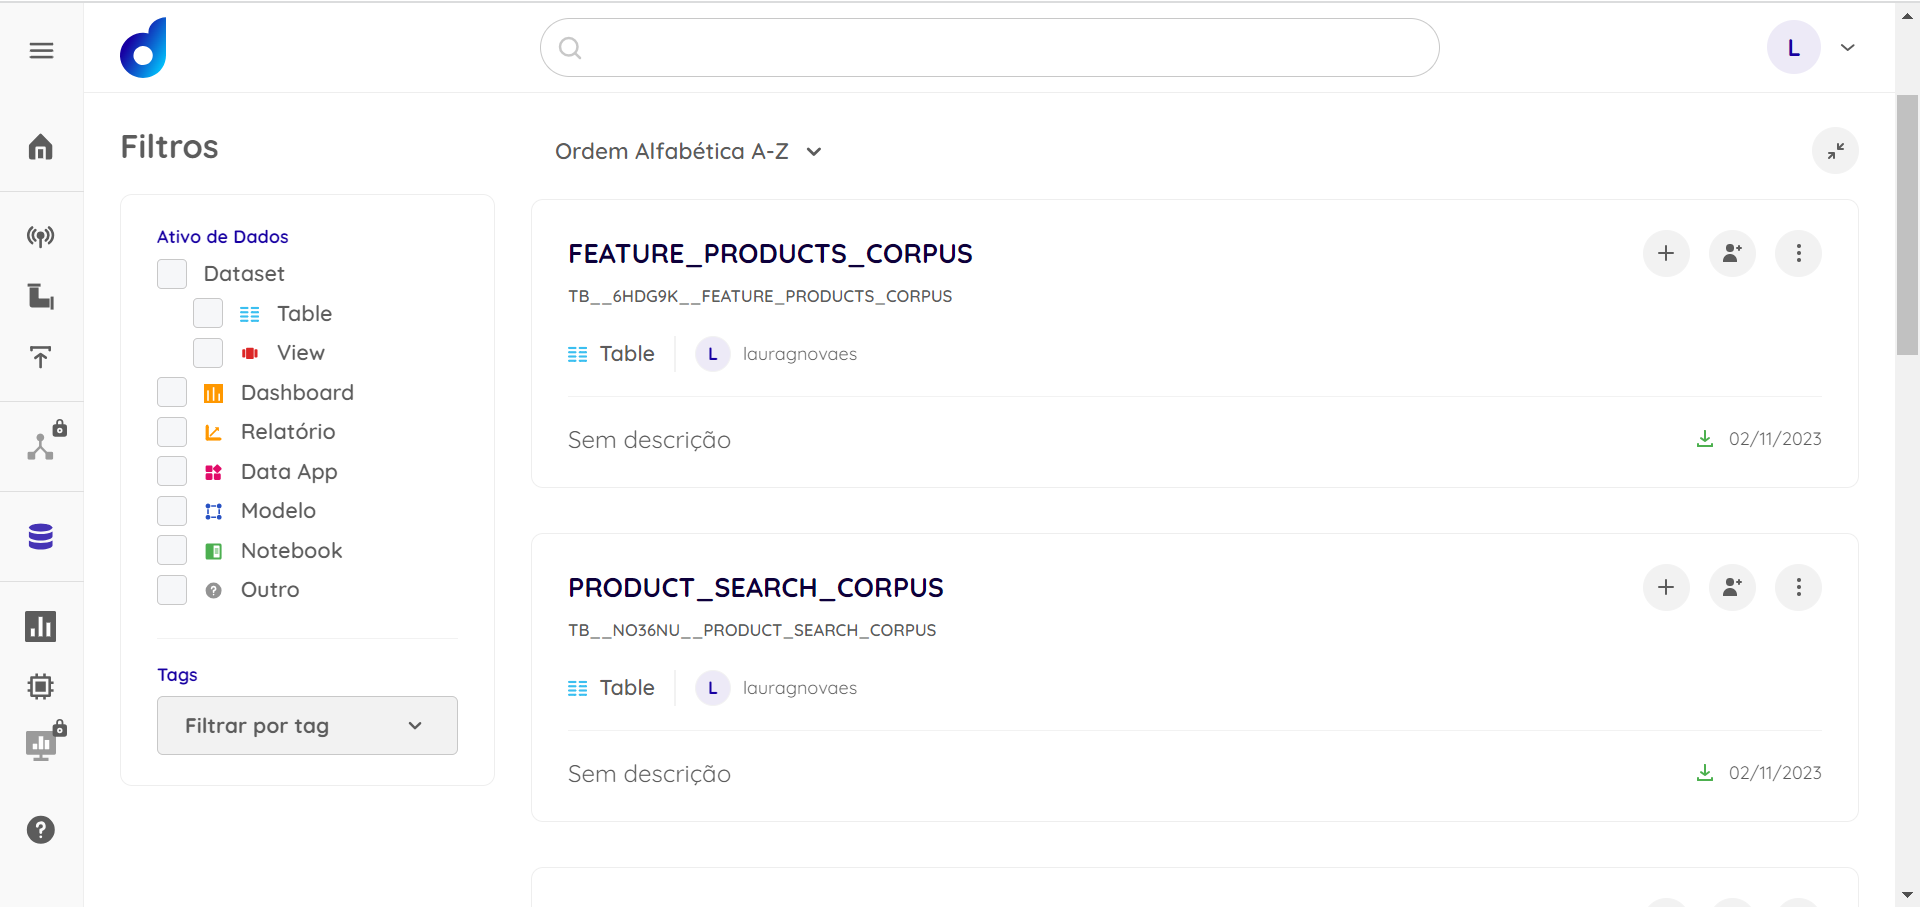 L
Filtros
Ordem Alfabética A-Z
Ativo de Dados
Dataset
Table
View
Dashboard
Relatório
Data App
Modelo
Notebook
Outro
Tags
Filtrar por tag
FEATURE_PRODUCTS_CORPUS
TB__6HDG9K__FEATURE_PRODUCTS_CORPUS
Table
L
lauragnovaes
Sem descrição
02/11/2023
PRODUCT_SEARCH_CORPUS
TB__NO36NU__PRODUCT_SEARCH_CORPUS
Table
L
lauragnovaes
Sem descrição
02/11/2023